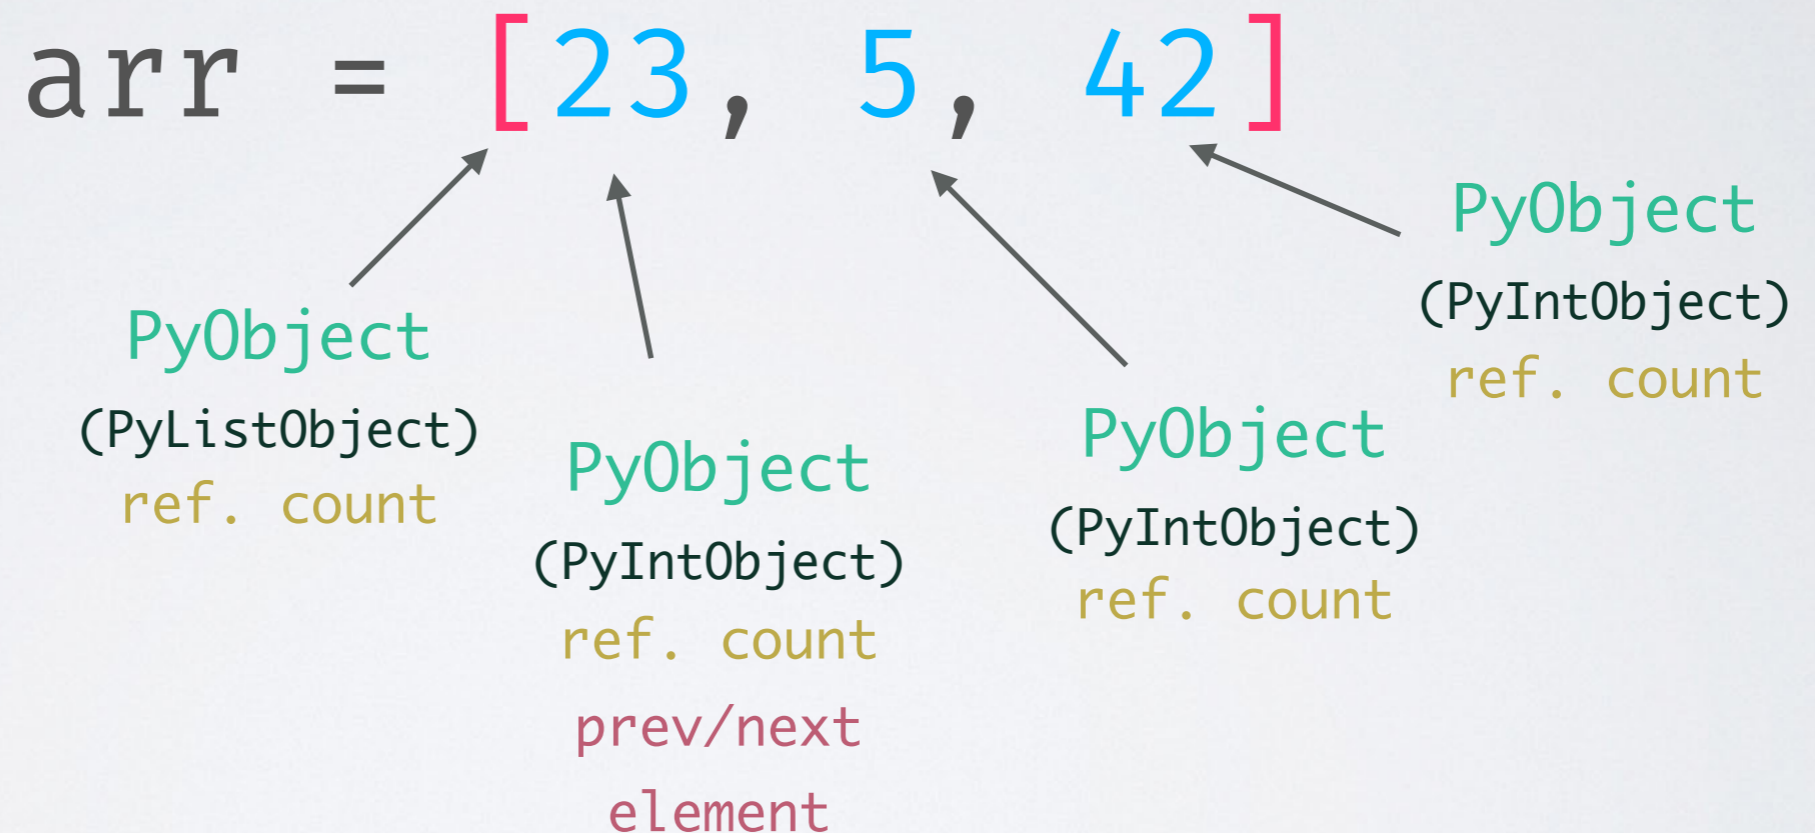 arr = [23, 5, 42]
PyObject
(PyListObject)
ref. count
PyObject
(PyIntObject)
ref. count
prev/next
element
PyObject
(PyIntObject)
ref. count
PyObject
(PyIntObject)
ref. count